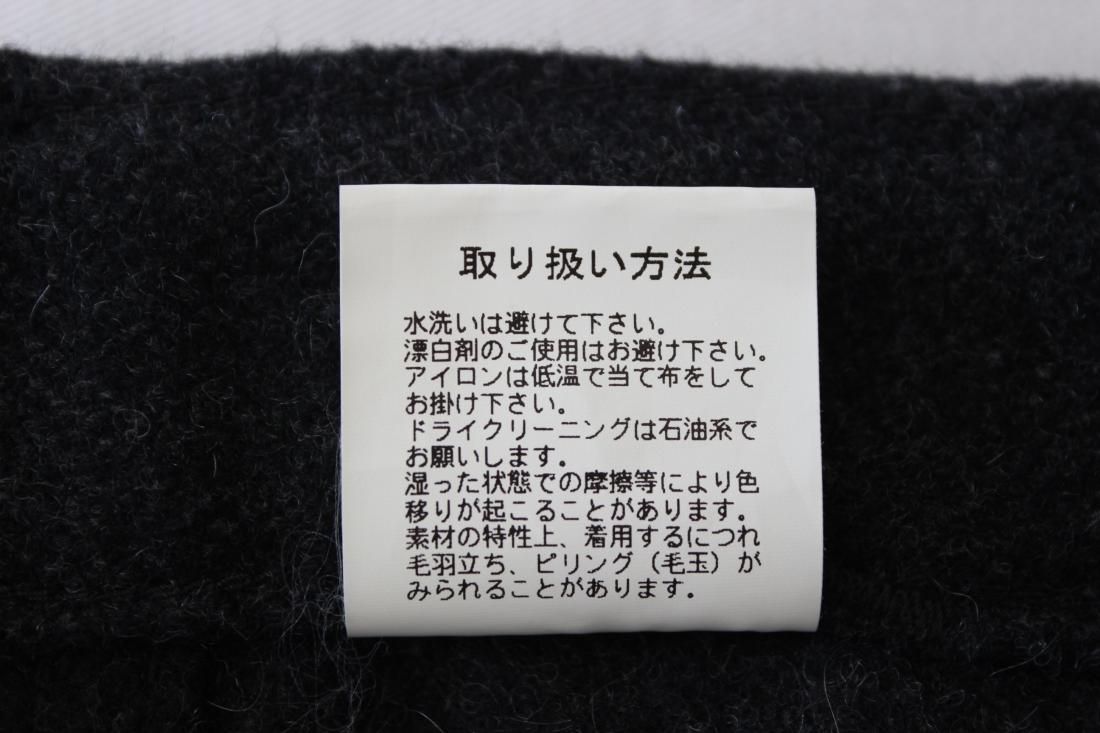 取り扱い方法
水洗いは避けて下さい。
漂白剤のご使用はお避け下さい。
アイロンは低温で当て布をして
お掛け下さい。
ドライクリーニングは石油系で
お願いします。
湿った状態での摩擦等により色
移りが起こることがあります。
素材の特性上、着用するにつれ
毛羽立ち、ピリング（毛玉）が
みられることがあります。